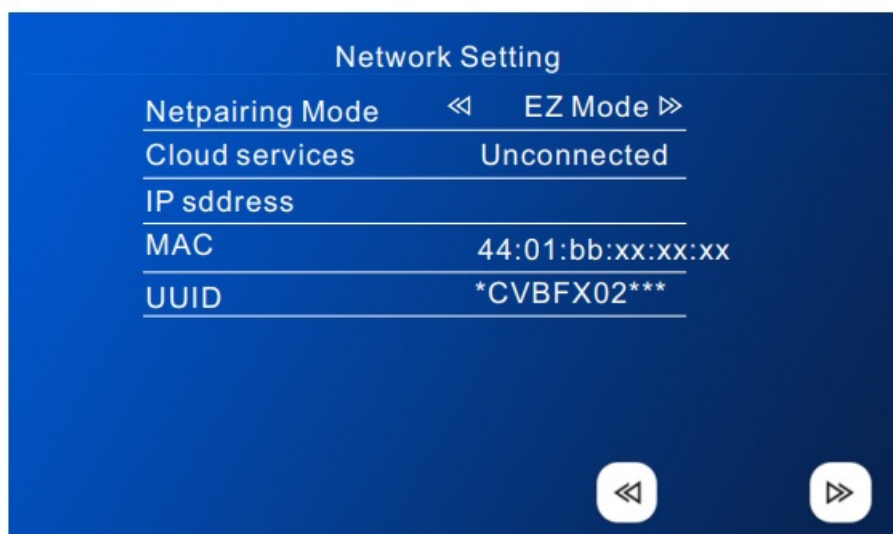 Network Setting
Netpairing Mode EZ Mode
Cloud services Unconnected
IP sddress
MAC 44:01:bb:xx:xx:xx
UUID *CVBFX02***